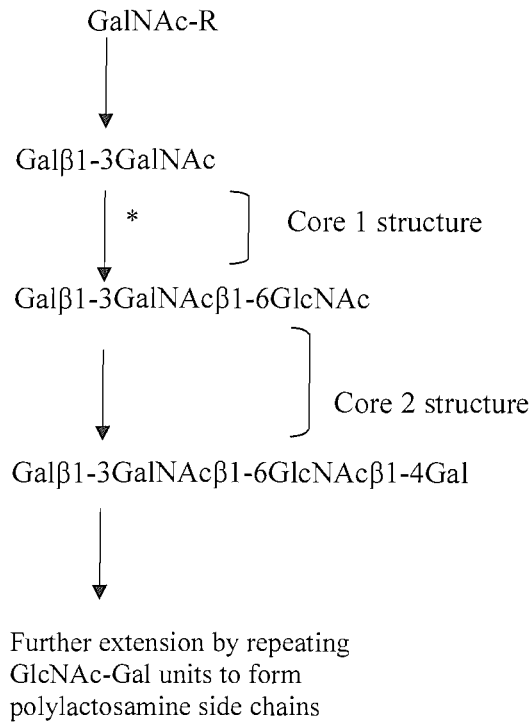 GalNAc-R
Galβ1-3GalNAc
*
Core 1 structure
Galβ1-3GalNAcβ1-6GlcNAc
Core 2 structure
Galβ1-3GalNAcβ1-6GlcNAcβ1-4Gal
Further extension by repeating
GlcNAc-Gal units to form
polylactosamine side chains